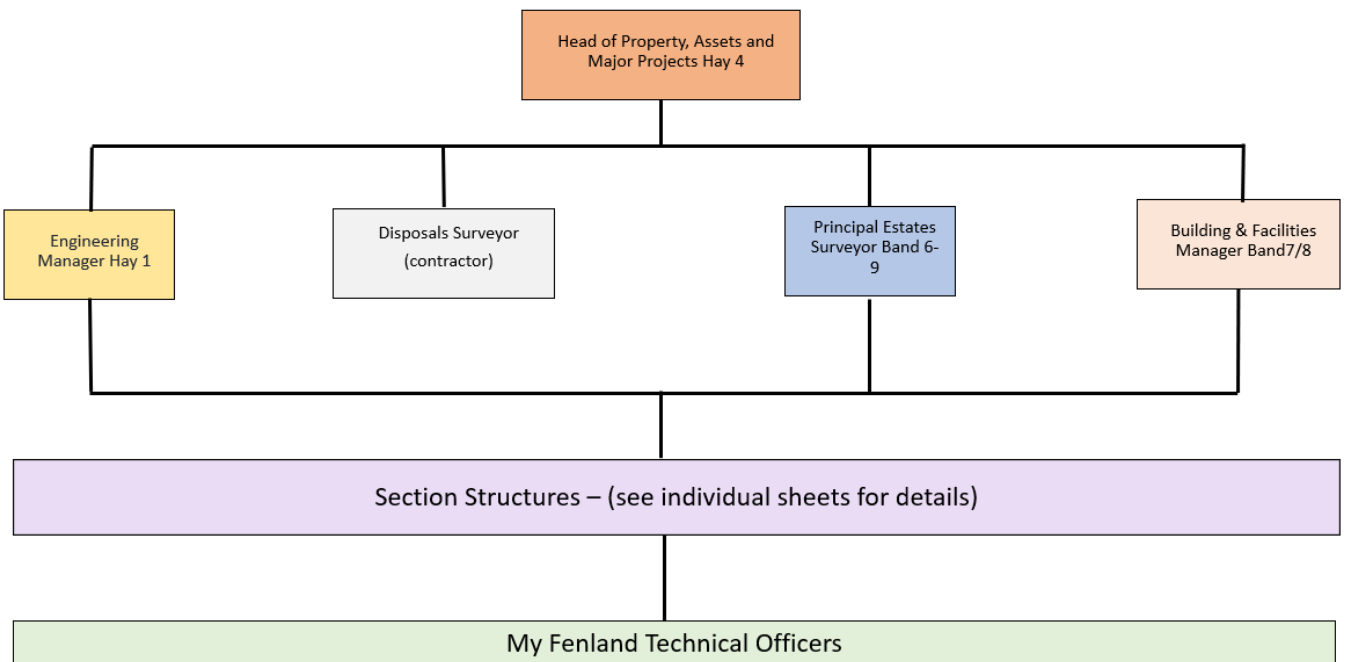 Head of Property, Assets and
Major Projects Hay 4
Engineering
Manager Hay 1
Disposals Surveyor
(contractor)
Principal Estates
Surveyor Band 6-
9
Building & Facilities
Manager Band7/8
Section Structures – (see individual sheets for details)
My Fenland Technical Officers